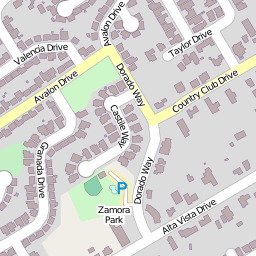 Valencia Drive
Avalon Drive
Taylor Drive
Avalon Drive
Dorado Way
Country Club Drive
Castile Way
Granada Drive
Dorado Way
P
Zamora
Park
Alta Vista Drive